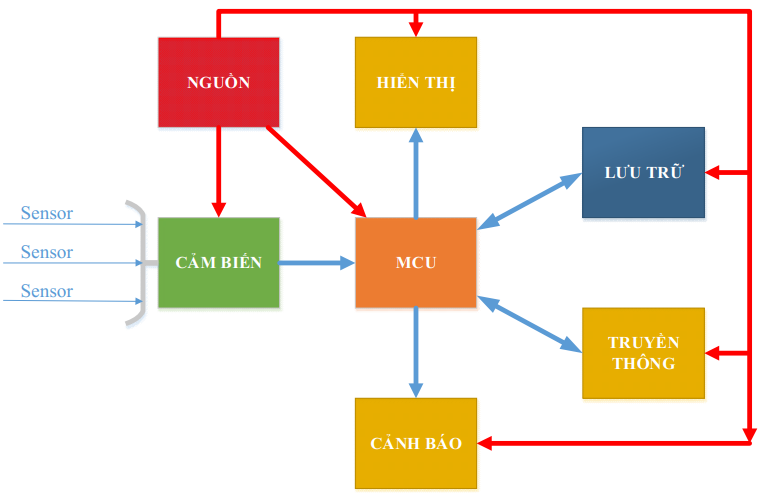 NGUỒN
HIỂN THỊ
LƯU TRỮ
Sensor
Sensor
Sensor
CẢM BIẾN
MCU
TRUYỀN
THÔNG
CẢNH BÁO